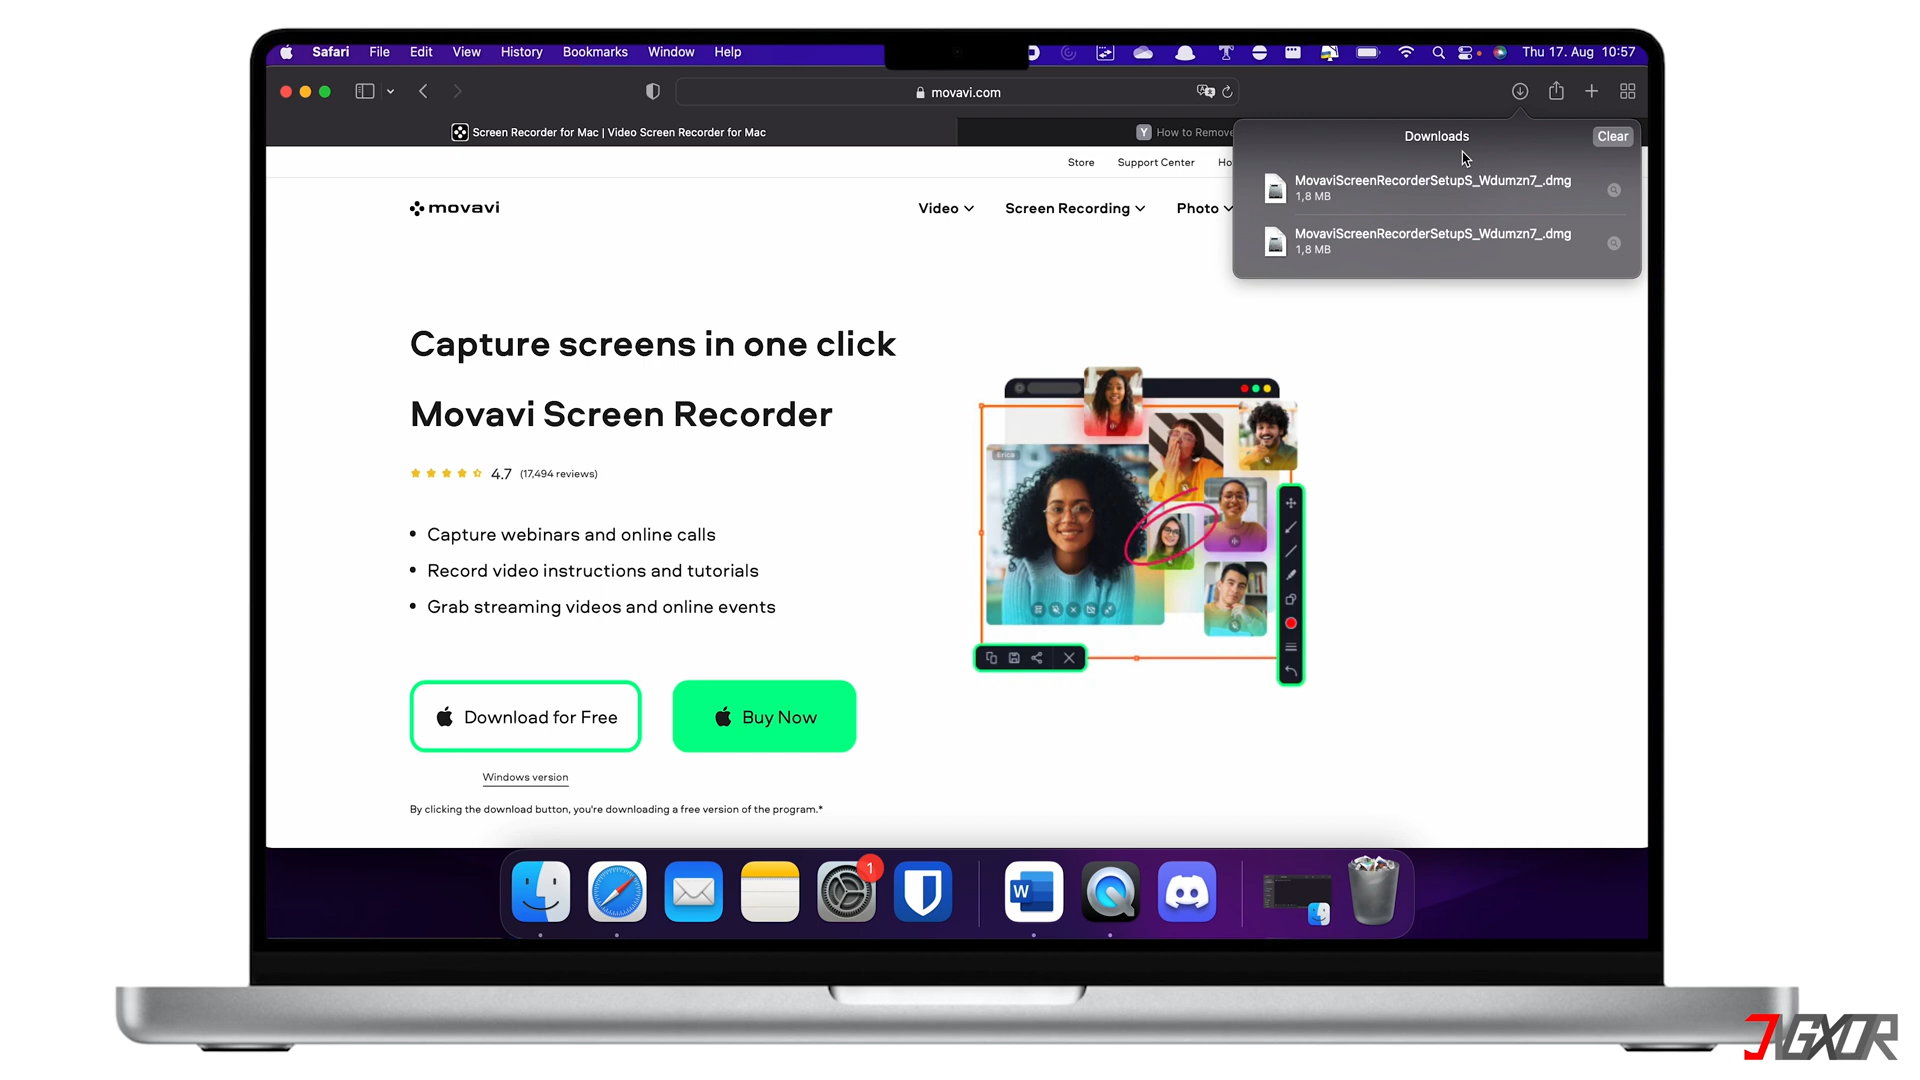 Safari File Edit View History Bookmarks Window Help Thu 17. Aug 10:57
movavi.com
Screen Recorder for Mac | Video Screen Recorder for Mac
Y How to Remove
Downloads Clear
MovaviScreenRecorderSetupS_Wdumzn7_.dmg
1,8 MB
MovaviScreenRecorderSetupS_Wdumzn7_.dmg
1,8 MB
Store Support Center Ho
movavi
Video Screen Recording Photo
Capture screens in one click
Movavi Screen Recorder
4.7 (17,494 reviews)
• Capture webinars and online calls
• Record video instructions and tutorials
• Grab streaming videos and online events
Erica
Download for Free
Buy Now
Windows version
By clicking the download button, you're downloading a free version of the program.*
1
W
JAGXOR